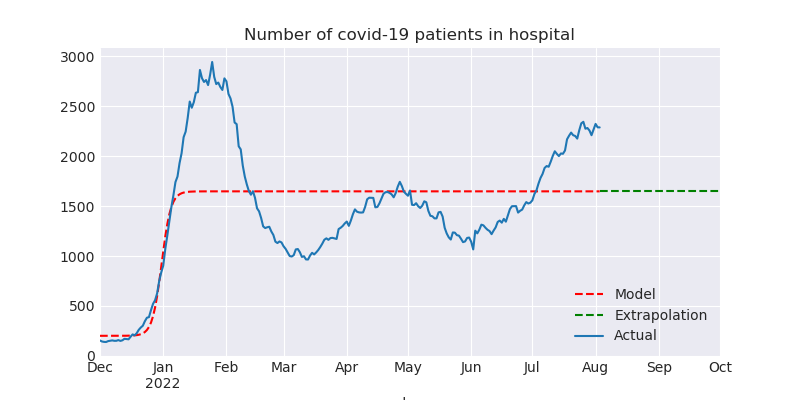 Number of covid-19 patients in hospital
3000
2500
2000
1500
1000
500
0
Model
Extrapolation
Actual
Dec Jan Feb Mar Apr May Jun Jul Aug Sep Oct
2022